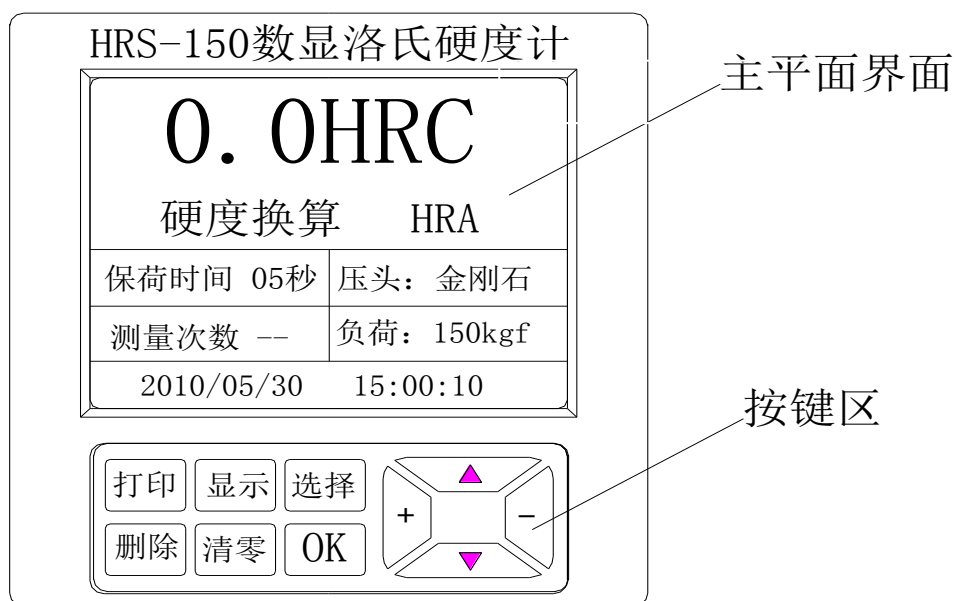 HRS-150数显洛氏硬度计
主平面界面
0.0HRC
硬度换算 HRA
保荷时间 05秒 压头：金刚石
测量次数 -- 负荷：150kgf
2010/05/30 15:00:10
按键区
打印 显示 选择
+ -
删除 清零 OK